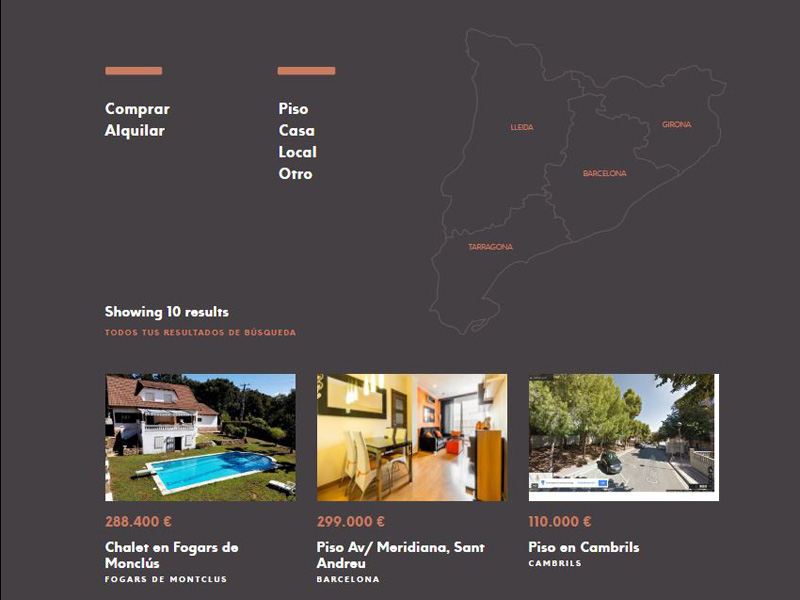 Comprar
Alquilar
Piso
Casa
Local
Otro
LLEIDA
GIRONA
BARCELONA
TARRAGONA
Showing 10 results
TODOS TUS RESULTADOS DE BÚSQUEDA
288.400 €
Chalet en Fogars de
Monclús
FOGARS DE MONTCLUS
299.000 €
Piso Av/ Meridiana, Sant
Andreu
BARCELONA
110.000 €
Piso en Cambrils
CAMBRILS